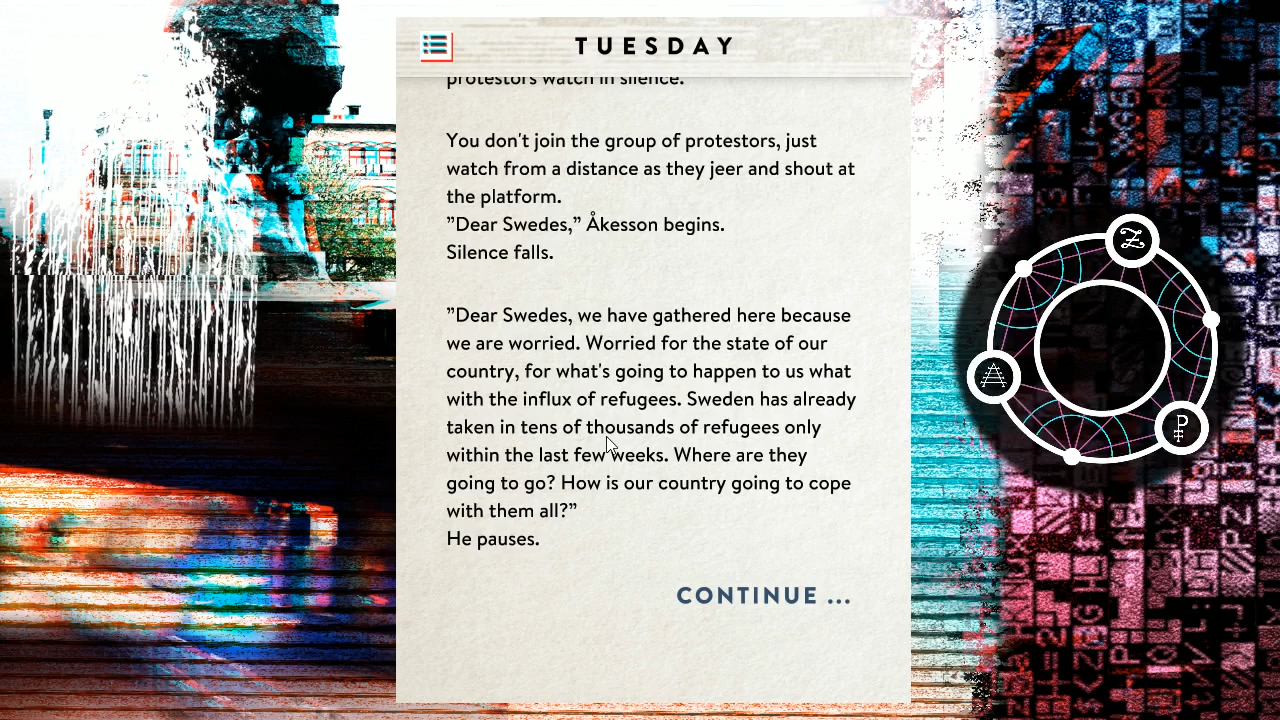 TUESDAY
protestors watch in silence.
You don't join the group of protestors, just
watch from a distance as they jeer and shout at
the platform.
”Dear Swedes,” Åkesson begins.
Silence falls.
”Dear Swedes, we have gathered here because
we are worried. Worried for the state of our
country, for what's going to happen to us what
with the influx of refugees. Sweden has already
taken in tens of thousands of refugees only
within the last few weeks. Where are they
going to go? How is our country going to cope
with them all?”
He pauses.
CONTINUE ...